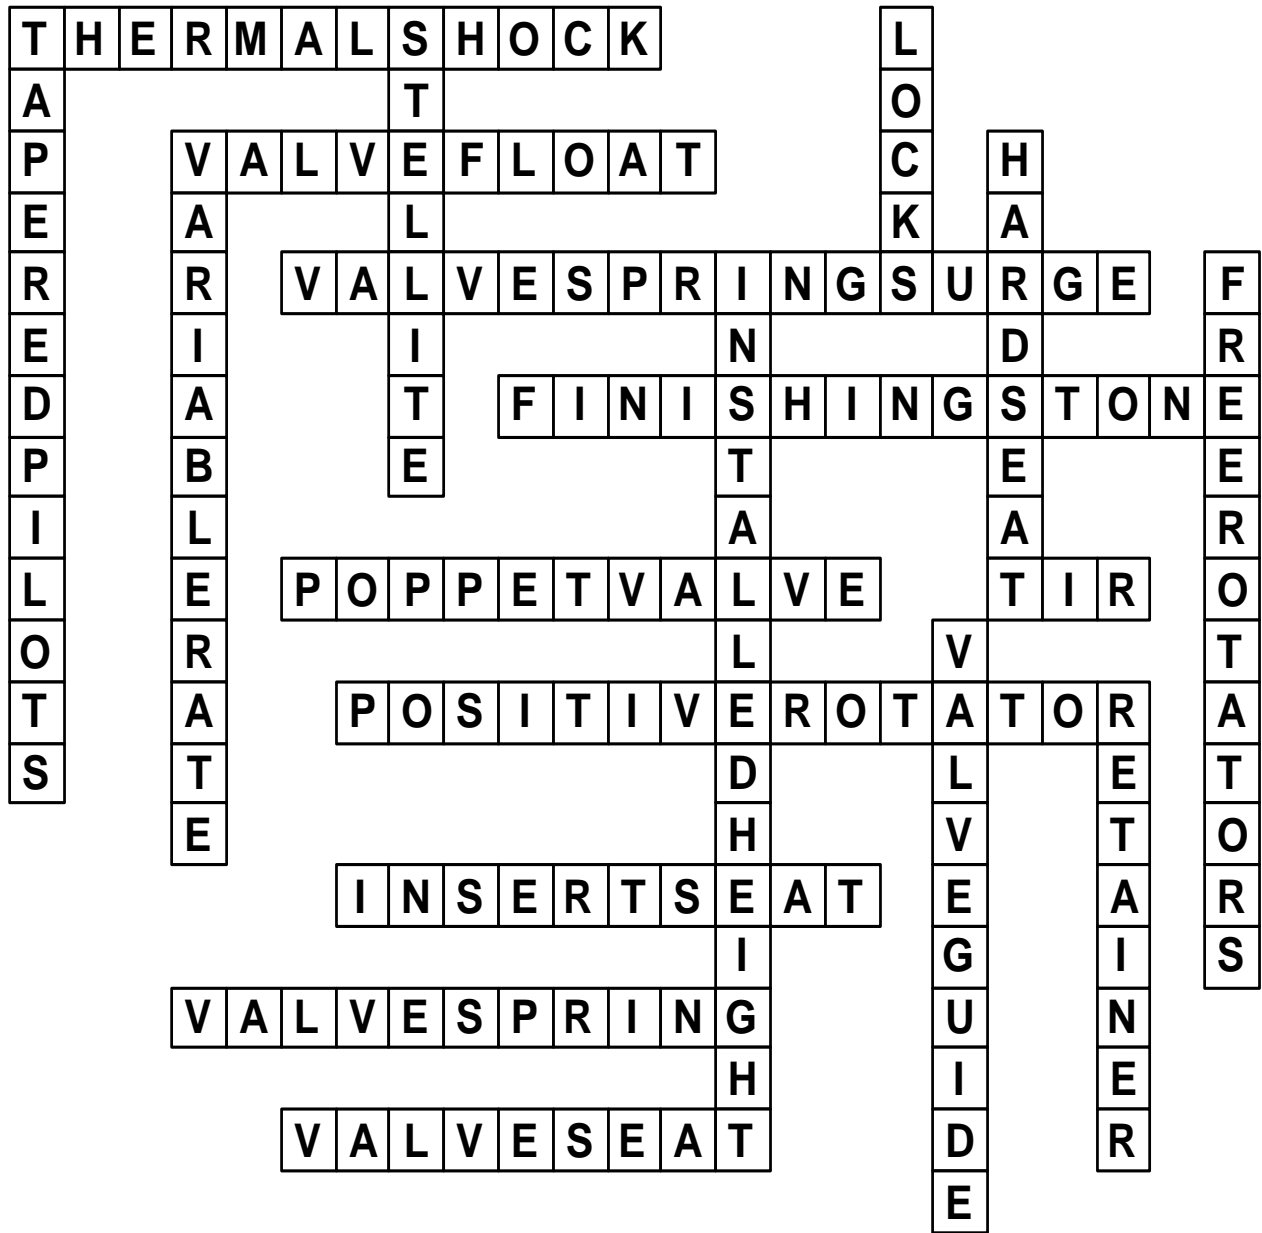 THERMALSHOCK
TAPEREDPILOTS
STELLITE
LOCKS
VALVEFLOAT
VARIABLERATE
HARDSEAT
VALVESPRINGSURGE
INSTALLEDHEIGHT
FREEROTATORS
FINISHINGSTONE
POPPETVALVE
TIR
VALVEGUIDE
POSITIVEROTATOR
RETAINER
INSERTSEAT
VALVESPRING
VALVESEAT